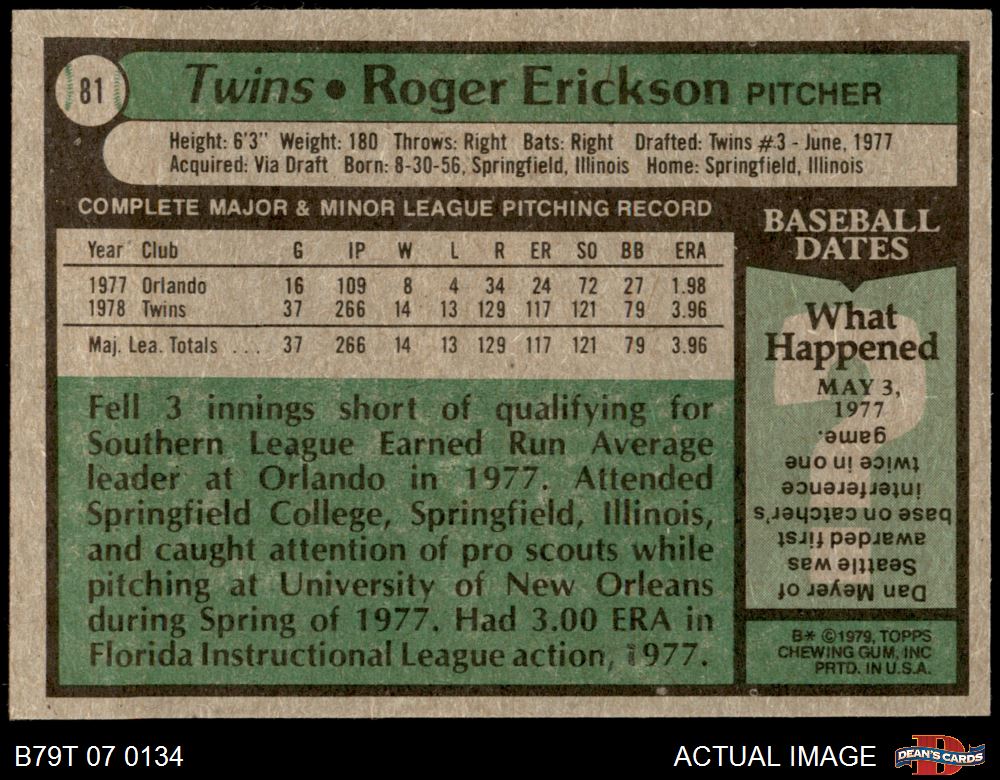 81
Twins • Roger Erickson PITCHER
Height: 6'3" Weight: 180 Throws: Right Bats: Right Drafted: Twins #3 - June, 1977
Acquired: Via Draft Born: 8-30-56, Springfield, Illinois Home: Springfield, Illinois
COMPLETE MAJOR & MINOR LEAGUE PITCHING RECORD
Year Club G IP W L R ER SO BB ERA
1977 Orlando 16 109 8 4 34 24 72 27 1.98
1978 Twins 37 266 14 13 129 117 121 79 3.96
Maj. Lea. Totals ... 37 266 14 13 129 117 121 79 3.96
Fell 3 innings short of qualifying for
Southern League Earned Run Average
leader at Orlando in 1977. Attended
Springfield College, Springfield, Illinois,
and caught attention of pro scouts while
pitching at University of New Orleans
during Spring of 1977. Had 3.00 ERA in
Florida Instructional League action, 1977.
BASEBALL
DATES
What
Happened
MAY 3,
1977
Dan Meyer of
Seattle was
awarded first
base on catcher's
interference
twice in one
game.
B* ©1979, TOPPS
CHEWING GUM, INC
PRTD. IN U.S.A.
B79T 07 0134
ACTUAL IMAGE
DEAN'S CARDS